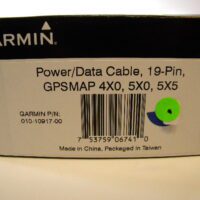 ARMIN
Power/Data Cable, 19-Pin,
GPSMAP 4X0, 5X0, 5X5
GARMIN P/N:
010-10917-00
7 53759 06741 0
Made in China, Packaged in Taiwan